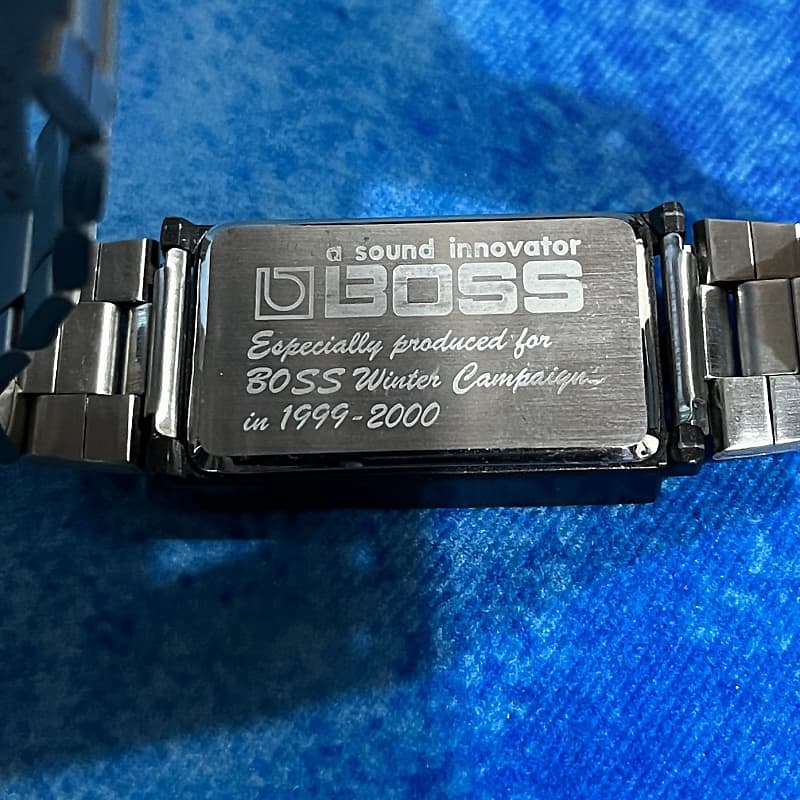 a sound innovator
BOSS
Especially produced for
BOSS Winter Campaign
in 1999-2000